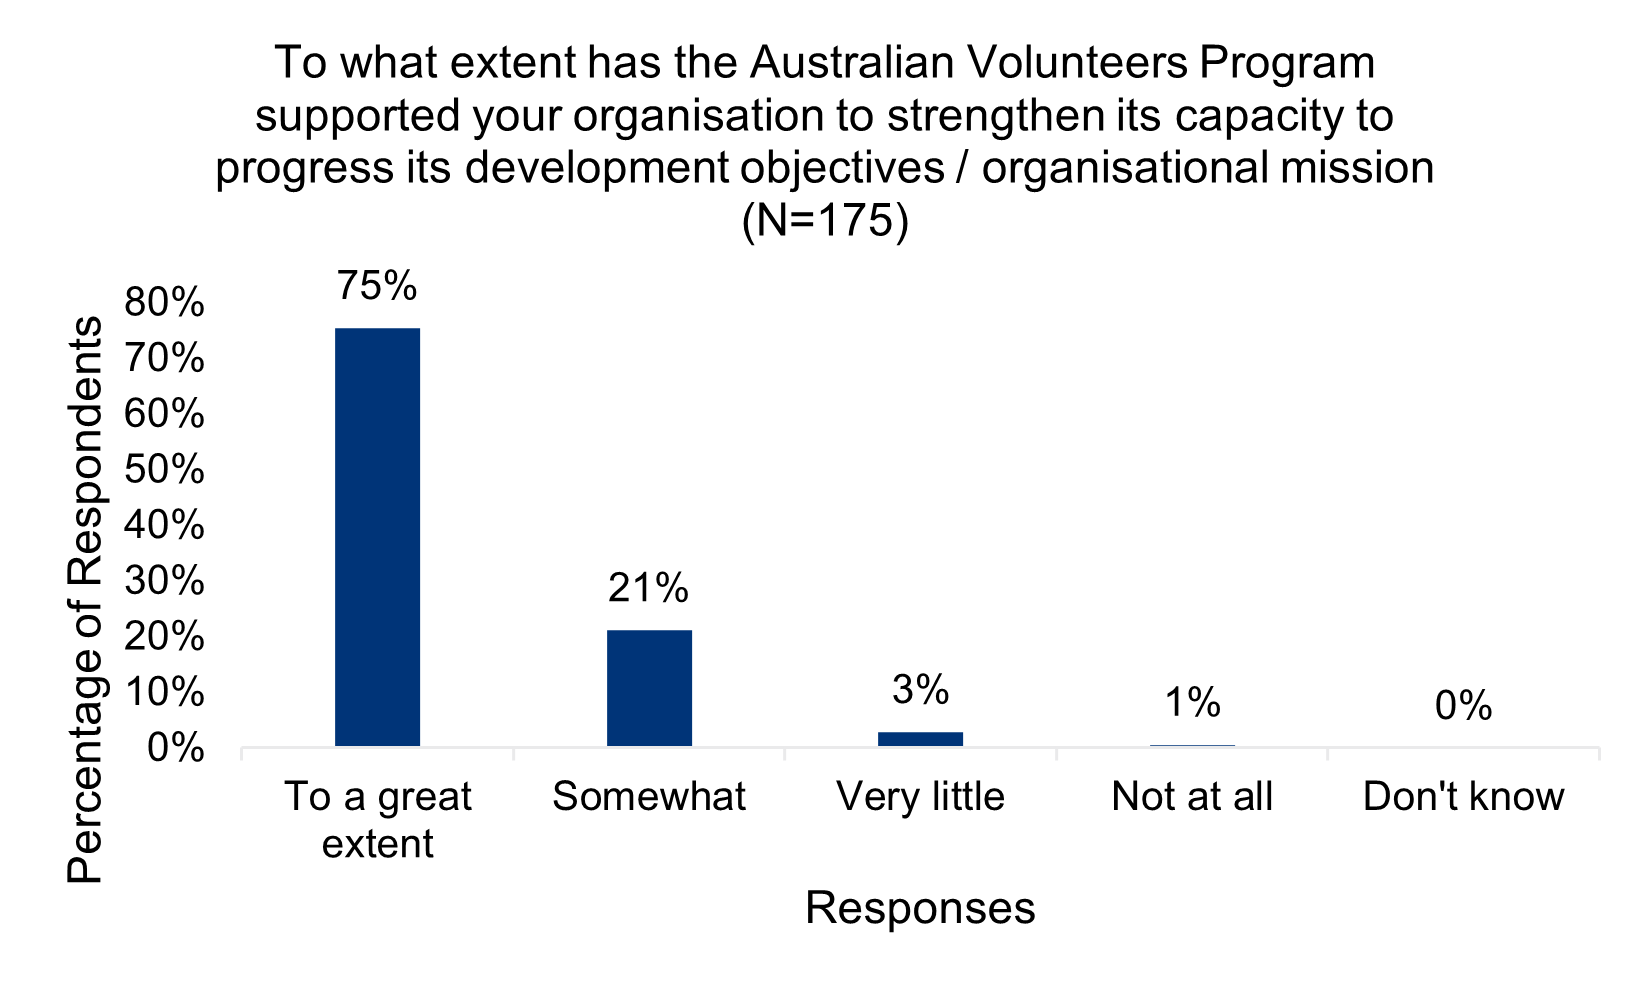 To what extent has the Australian Volunteers Program
supported your organisation to strengthen its capacity to
progress its development objectives / organisational mission
(N=175)
Percentage of Respondents
80%
70%
60%
50%
40%
30%
20%
10%
0%
75%
21%
3%
1%
0%
To a great
extent
Somewhat
Very little
Not at all
Don't know
Responses